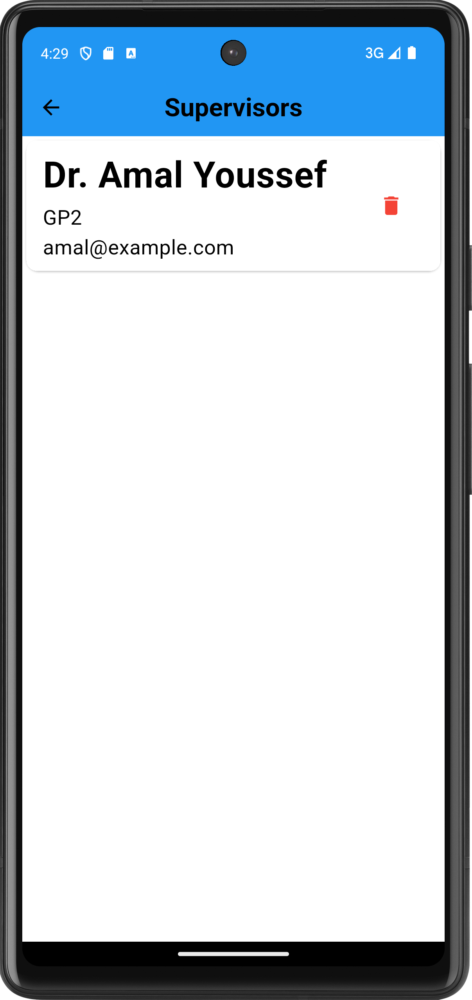 4:29 3G
Supervisors
Dr. Amal Youssef
GP2
amal@example.com